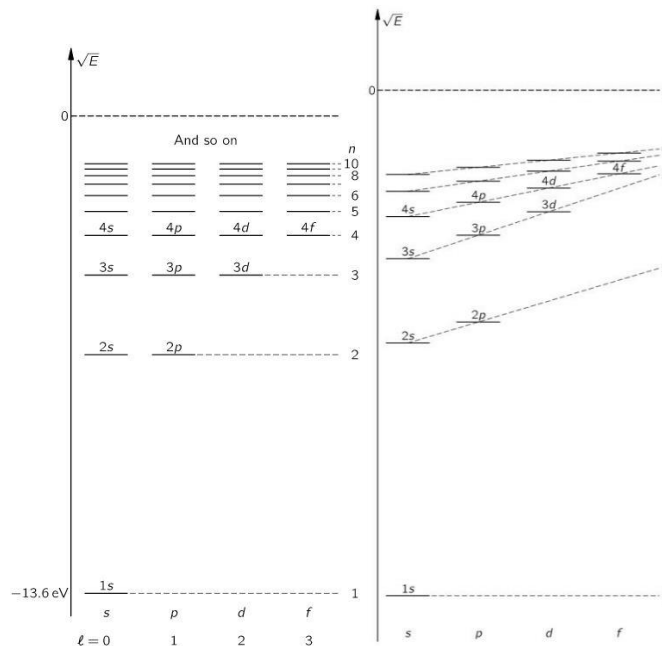 √E
0
And so on
n
10
8
6
5
4s 4p 4d 4f 4
3s 3p 3d 3
2s 2p 2
1s
−13.6 eV 1
s p d f
ℓ = 0 1 2 3
√E
0
4f
4d
4p
4s
3d
3p
3s
2p
2s
1s
s p d f